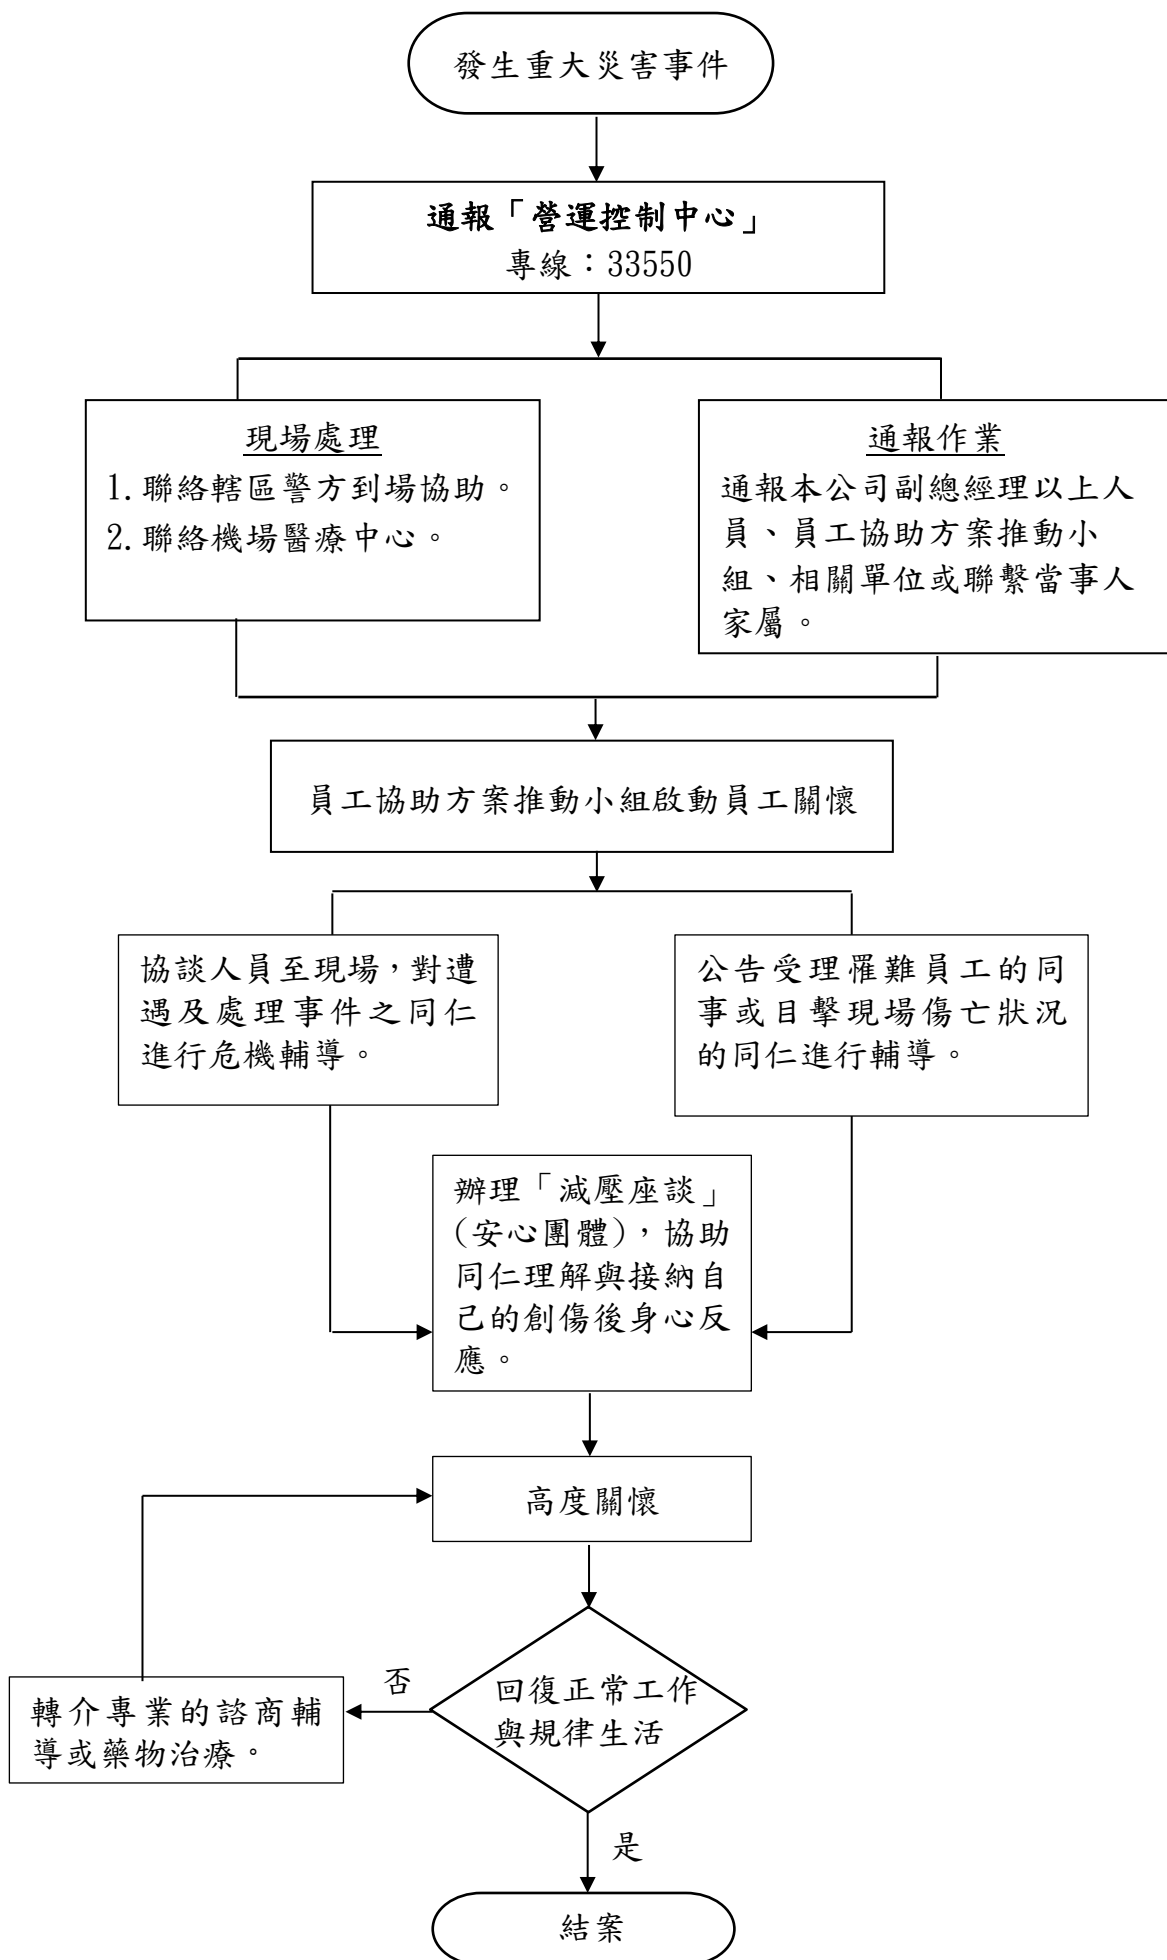 發生重大災害事件
通報「營運控制中心」
專線：33550
現場處理
1.聯絡轄區警方到場協助。
2.聯絡機場醫療中心。
通報作業
通報本公司副總經理以上人
員、員工協助方案推動小
組、相關單位或聯繫當事人
家屬。
員工協助方案推動小組啟動員工關懷
協談人員至現場，對遭
遇及處理事件之同仁
進行危機輔導。
公告受理罹難員工的同
事或目擊現場傷亡狀況
的同仁進行輔導。
辦理「減壓座談」
(安心團體)，協助
同仁理解與接納自
己的創傷後身心反
應。
高度關懷
回復正常工作
與規律生活
否
轉介專業的諮商輔
導或藥物治療。
是
結案